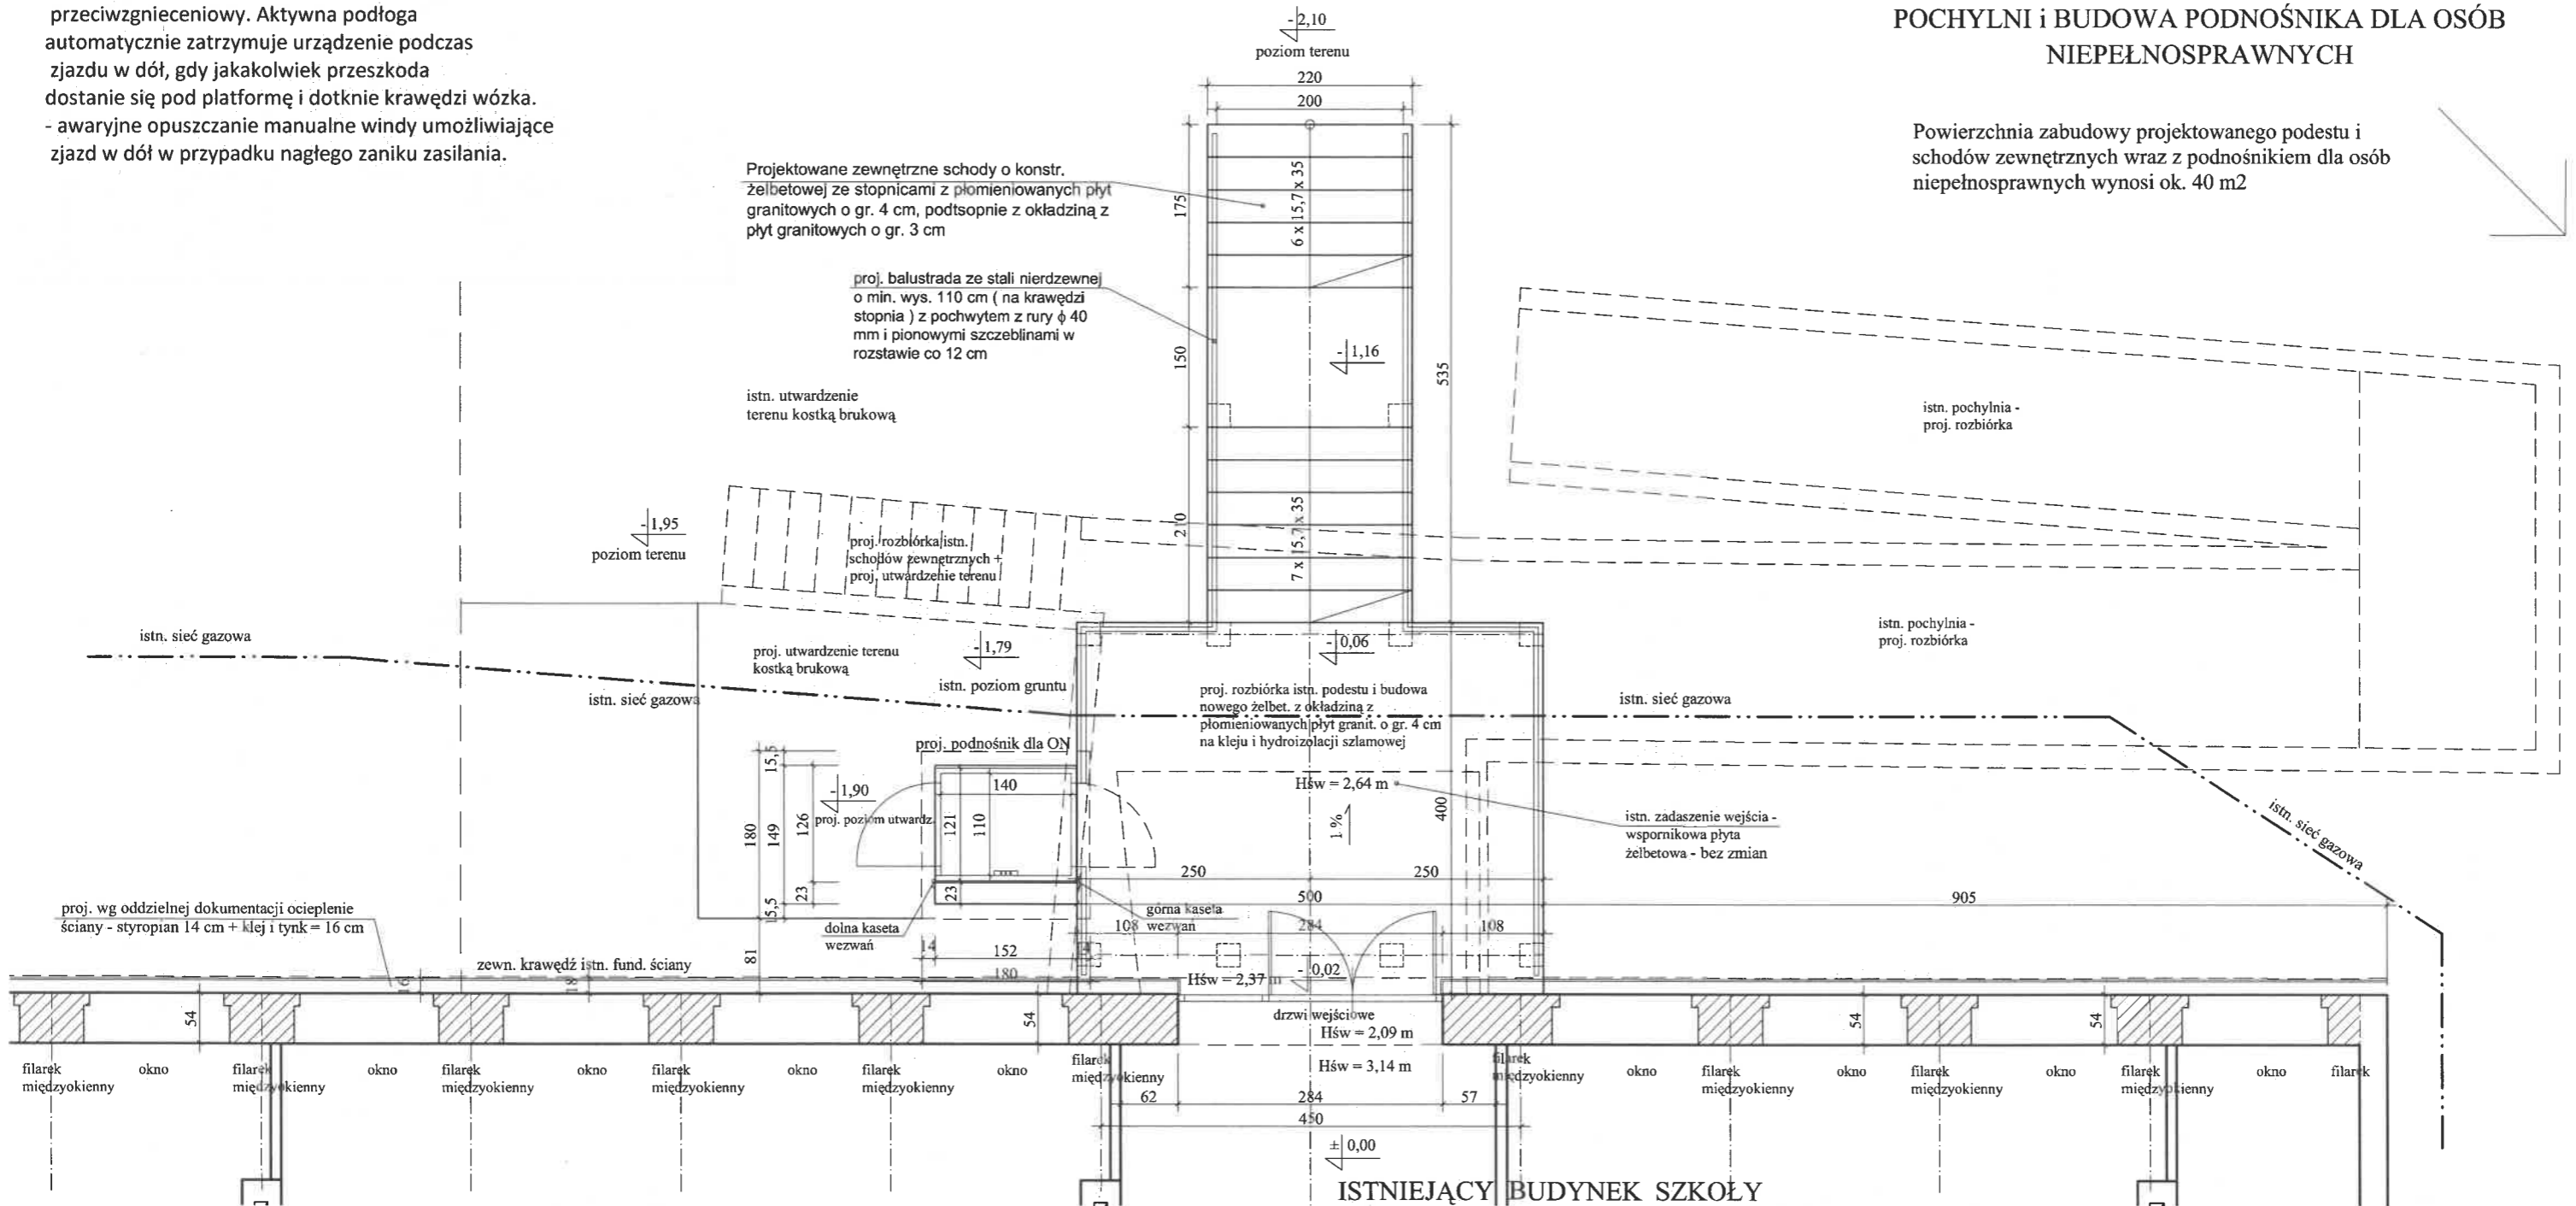 przeciwzgnieceniowy. Aktywna podłoga
automatycznie zatrzymuje urządzenie podczas
zjazdu w dół, gdy jakakolwiek przeszkoda
dostanie się pod platformę i dotknie krawędzi wózka.
- awaryjne opuszczanie manualne windy umożliwiające
zjazd w dół w przypadku nagłego zaniku zasilania.
POCHYLNI i BUDOWA PODNOŚNIKA DLA OSÓB
NIEPEŁNOSPRAWNYCH
Powierzchnia zabudowy projektowanego podestu i
schodów zewnętrznych wraz z podnośnikiem dla osób
niepełnosprawnych wynosi ok. 40 m2
-2,10
poziom terenu
220
200
Projektowane zewnętrzne schody o konstr.
żelbetowej ze stopnicami z płomieniowanych płyt
granitowych o gr. 4 cm, podtsopnie z okładziną z
płyt granitowych o gr. 3 cm
175
6 x 15,7 x 35
proj. balustrada ze stali nierdzewnej
o min. wys. 110 cm ( na krawędzi
stopnia ) z pochwytem z rury ϕ 40
mm i pionowymi szczeblinami w
rozstawie co 12 cm
150
-1,16
535
istn. utwardzenie
terenu kostką brukową
istn. pochylnia -
proj. rozbiórka
-1,95
poziom terenu
proj. rozbiórka istn.
schodów zewnętrznych +
proj. utwardzenie terenu
210
7 x 15,7 x 35
istn. pochylnia -
proj. rozbiórka
istn. sieć gazowa
proj. utwardzenie terenu
kostką brukową
-1,79
istn. poziom gruntu
-0,06
istn. sieć gazowa
proj. rozbiórka istn. podestu i budowa
nowego żelbet. z okładziną z
płomieniowanych płyt granit. o gr. 4 cm
na kleju i hydroizolacji szlamowej
istn. sieć gazowa
proj. podnośnik dla ON
15,5
180
149
126
23
15,5
81
-1,90
proj. poziom utwardz.
140
121
110
23
Hśw = 2,64 m
1 %
400
istn. zadaszenie wejścia -
wspornikowa płyta
żelbetowa - bez zmian
istn. sieć gazowa
250
250
500
905
proj. wg oddzielnej dokumentacji ocieplenie
ściany - styropian 14 cm + klej i tynk = 16 cm
dolna kaseta
wezwań
górna kaseta
wezwań
108
284
108
14
152
14
180
zewn. krawędź istn. fund. ściany
16
18
Hśw = 2,37 m
-0,02
54
54
54
54
drzwi wejściowe
Hśw = 2,09 m
Hśw = 3,14 m
filarek
międzyokienny
okno
filarek
międzyokienny
okno
filarek
międzyokienny
okno
filarek
międzyokienny
okno
filarek
międzyokienny
okno
filarek
międzyokienny
62
284
57
450
filarek
międzyokienny
okno
filarek
międzyokienny
okno
filarek
międzyokienny
okno
filarek
międzyokienny
okno
filarek
± 0,00
ISTNIEJĄCY BUDYNEK SZKOŁY